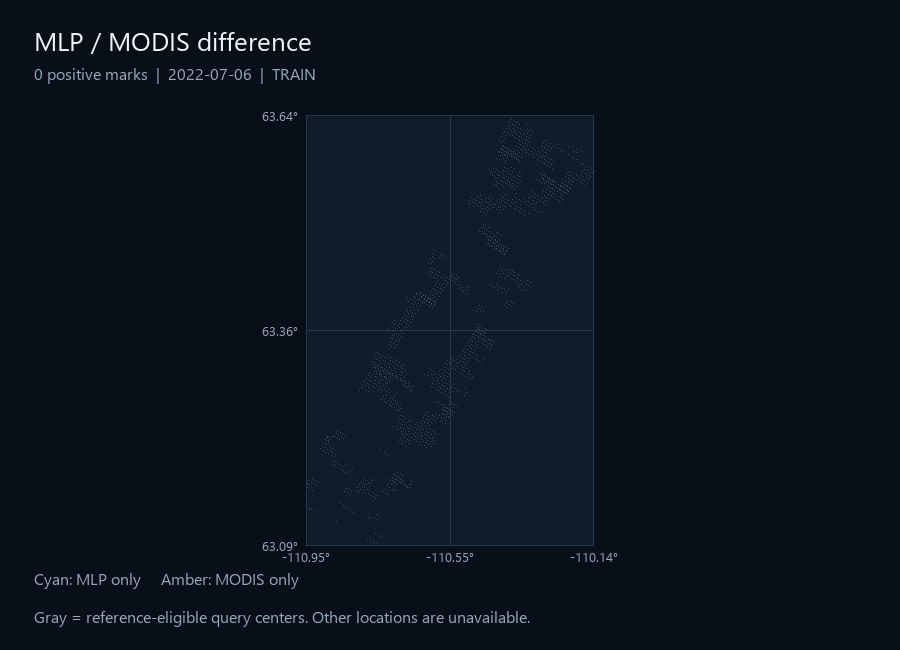 MLP / MODIS difference
0 positive marks | 2022-07-06 | TRAIN
63.64°
63.36°
63.09°
-110.95° -110.55° -110.14°
Cyan: MLP only Amber: MODIS only
Gray = reference-eligible query centers. Other locations are unavailable.